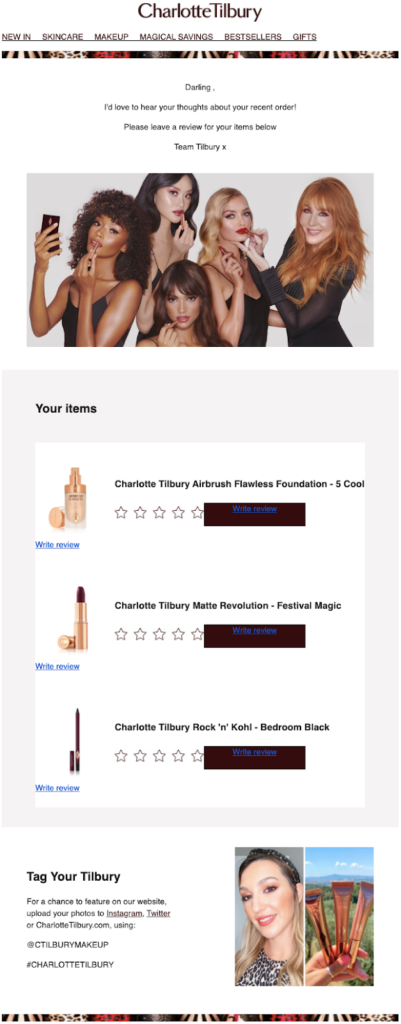 CharlotteTilbury
NEW IN SKINCARE MAKEUP MAGICAL SAVINGS BESTSELLERS GIFTS
Darling ,
I'd love to hear your thoughts about your recent order!
Please leave a review for your items below
Team Tilbury x
Your items
Charlotte Tilbury Airbrush Flawless Foundation - 5 Cool
Write review
Write review
Charlotte Tilbury Matte Revolution - Festival Magic
Write review
Write review
Charlotte Tilbury Rock 'n' Kohl - Bedroom Black
Write review
Write review
Tag Your Tilbury
For a chance to feature on our website,
upload your photos to Instagram, Twitter
or CharlotteTilbury.com, using:
@CTILBURYMAKEUP
#CHARLOTTETILBURY